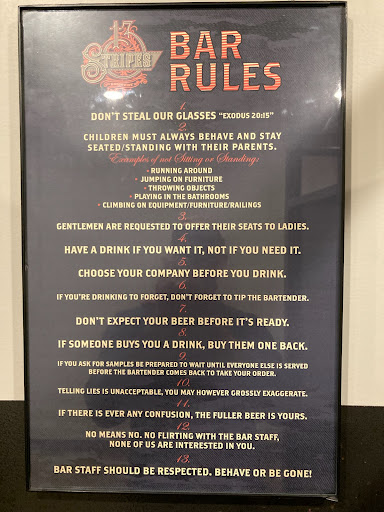 13
STRIPES
BAR
RULES
1.
DON'T STEAL OUR GLASSES "EXODUS 20:15"
2.
CHILDREN MUST ALWAYS BEHAVE AND STAY
SEATED/STANDING WITH THEIR PARENTS.
Examples of not Sitting or Standing:
• RUNNING AROUND
• JUMPING ON FURNITURE
• THROWING OBJECTS
• PLAYING IN THE BATHROOMS
• CLIMBING ON EQUIPMENT/FURNITURE/RAILINGS
3.
GENTLEMEN ARE REQUESTED TO OFFER THEIR SEATS TO LADIES.
4.
HAVE A DRINK IF YOU WANT IT, NOT IF YOU NEED IT.
5.
CHOOSE YOUR COMPANY BEFORE YOU DRINK.
6.
IF YOU'RE DRINKING TO FORGET, DON'T FORGET TO TIP THE BARTENDER.
7.
DON'T EXPECT YOUR BEER BEFORE IT'S READY.
8.
IF SOMEONE BUYS YOU A DRINK, BUY THEM ONE BACK.
9.
IF YOU ASK FOR SAMPLES BE PREPARED TO WAIT UNTIL EVERYONE ELSE IS SERVED
BEFORE THE BARTENDER COMES BACK TO TAKE YOUR ORDER.
10.
TELLING LIES IS UNACCEPTABLE, YOU MAY HOWEVER GROSSLY EXAGGERATE.
11.
IF THERE IS EVER ANY CONFUSION, THE FULLER BEER IS YOURS.
12.
NO MEANS NO. NO FLIRTING WITH THE BAR STAFF,
NONE OF US ARE INTERESTED IN YOU.
13.
BAR STAFF SHOULD BE RESPECTED. BEHAVE OR BE GONE!